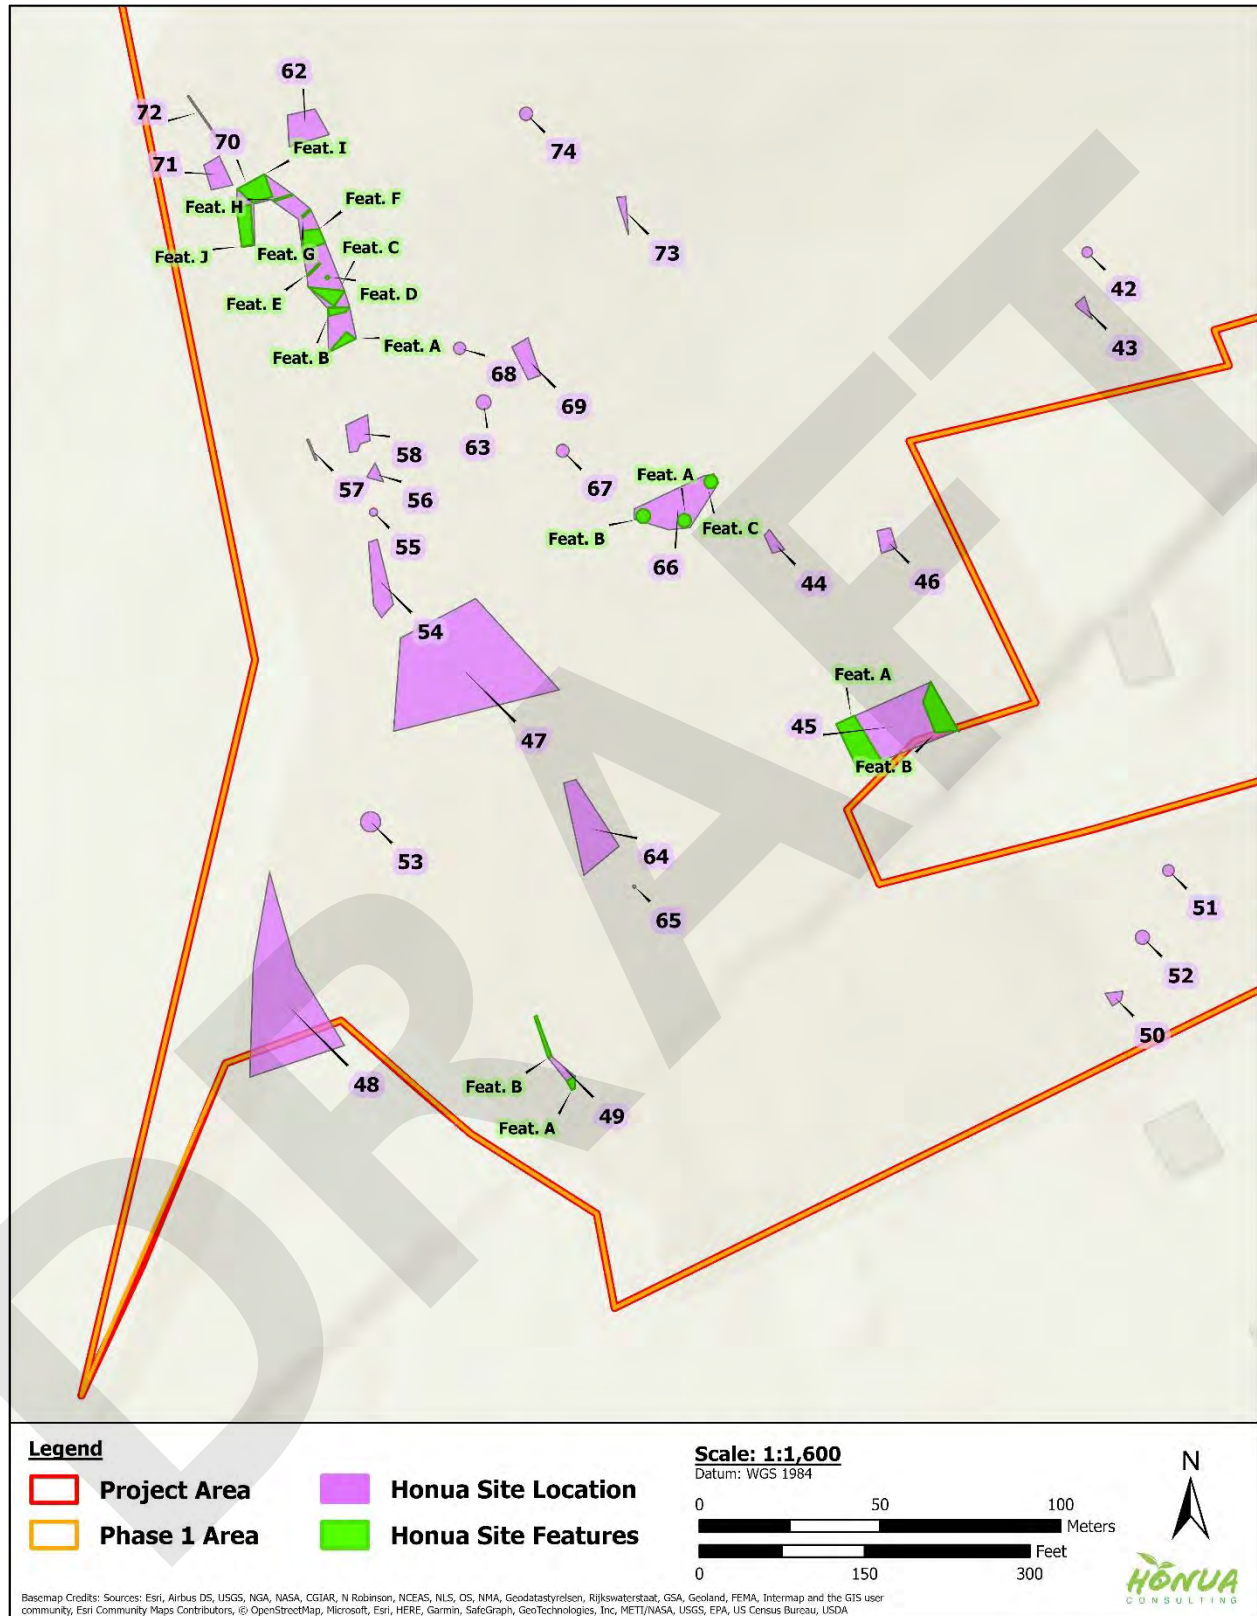 62
72
70
Feat. I
74
71
Feat. H
Feat. F
Feat. J
Feat. G
Feat. C
73
42
Feat. E
Feat. D
Feat. B
Feat. A
68
43
69
63
58
57
56
67
Feat. A
Feat. B
Feat. C
55
66
44
46
54
Feat. A
45
47
Feat. B
53
64
65
51
52
50
48
Feat. B
49
Feat. A
DRAFT
Legend
Project Area
Phase 1 Area
Honua Site Location
Honua Site Features
Scale: 1:1,600
Datum: WGS 1984
0 50 100
Meters
Feet
0 150 300
N
HONUA
CONSULTING
Basemap Credits: Sources: Esri, Airbus DS, USGS, NGA, NASA, CGIAR, N Robinson, NCEAS, NLS, OS, NMA, Geodatastyrelsen, Rijkswaterstaat, GSA, Geoland, FEMA, Intermap and the GIS user
community, Esri Community Maps Contributors, © OpenStreetMap, Microsoft, Esri, HERE, Garmin, SafeGraph, GeoTechnologies, Inc, METI/NASA, USGS, EPA, US Census Bureau, USDA